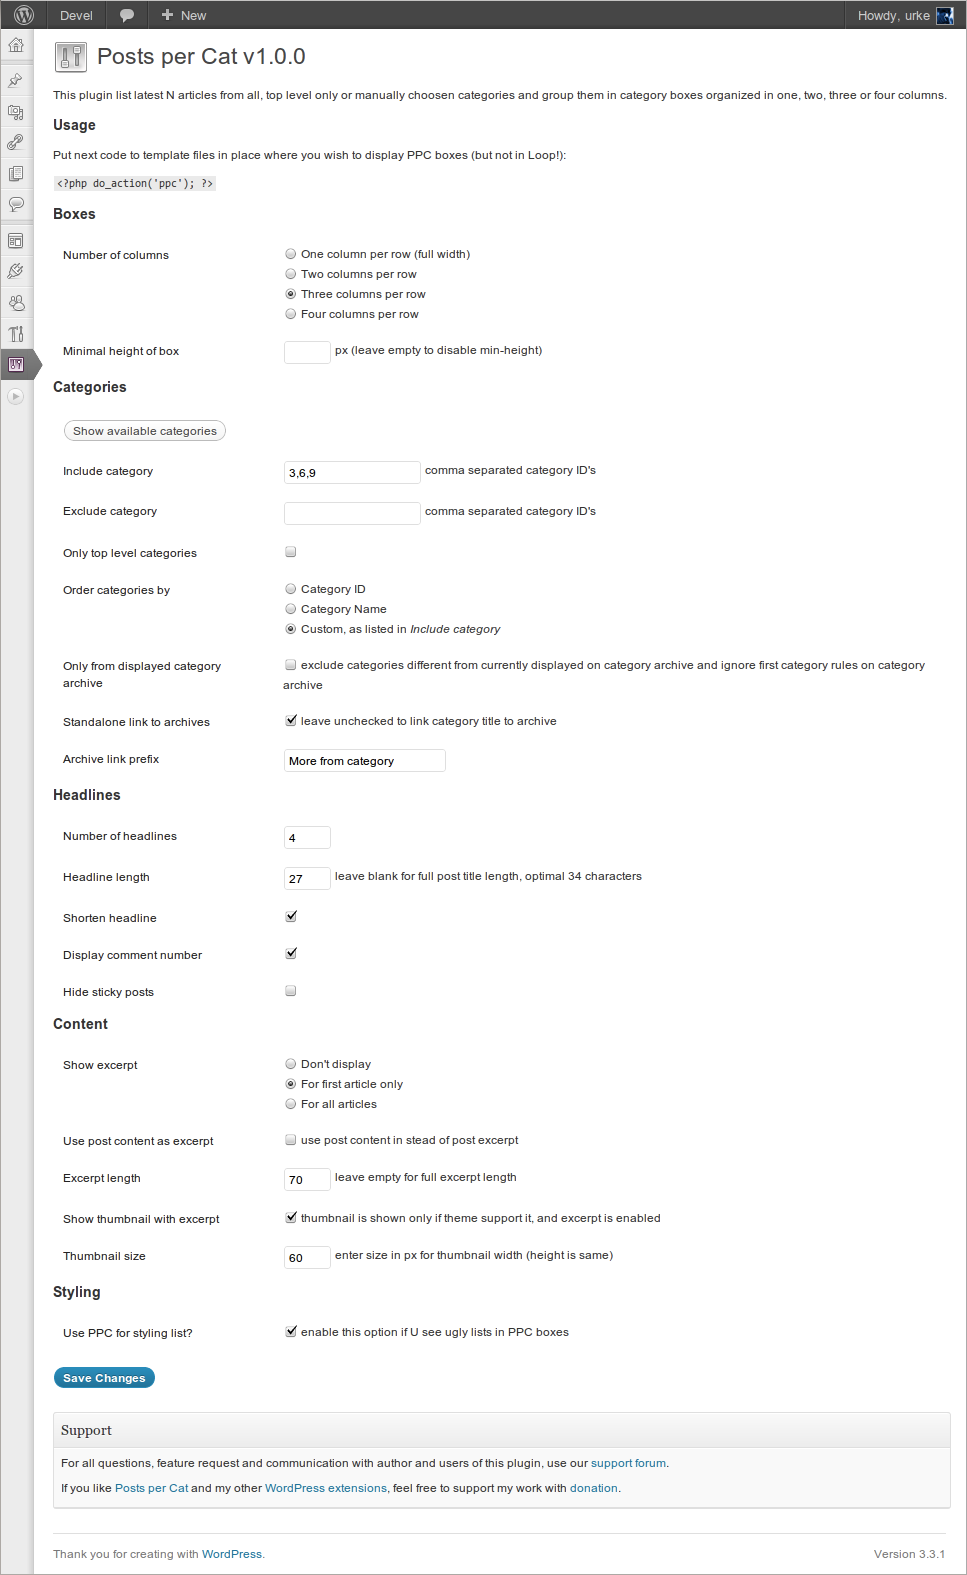 Devel New Howdy, urke
Posts per Cat v1.0.0
This plugin list latest N articles from all, top level only or manually choosen categories and group them in category boxes organized in one, two, three or four columns.
Usage
Put next code to template files in place where you wish to display PPC boxes (but not in Loop!):
<?php do_action('ppc'); ?>
Boxes
Number of columns One column per row (full width)
Two columns per row
Three columns per row
Four columns per row
Minimal height of box px (leave empty to disable min-height)
Categories
Show available categories
Include category 3,6,9 comma separated category ID's
Exclude category comma separated category ID's
Only top level categories
Order categories by Category ID
Category Name
Custom, as listed in Include category
Only from displayed category exclude categories different from currently displayed on category archive and ignore first category rules on category
archive archive
Standalone link to archives leave unchecked to link category title to archive
Archive link prefix More from category
Headlines
Number of headlines 4
Headline length 27 leave blank for full post title length, optimal 34 characters
Shorten headline
Display comment number
Hide sticky posts
Content
Show excerpt Don't display
For first article only
For all articles
Use post content as excerpt use post content in stead of post excerpt
Excerpt length 70 leave empty for full excerpt length
Show thumbnail with excerpt thumbnail is shown only if theme support it, and excerpt is enabled
Thumbnail size 60 enter size in px for thumbnail width (height is same)
Styling
Use PPC for styling list? enable this option if U see ugly lists in PPC boxes
Save Changes
Support
For all questions, feature request and communication with author and users of this plugin, use our support forum.
If you like Posts per Cat and my other WordPress extensions, feel free to support my work with donation.
Thank you for creating with WordPress. Version 3.3.1